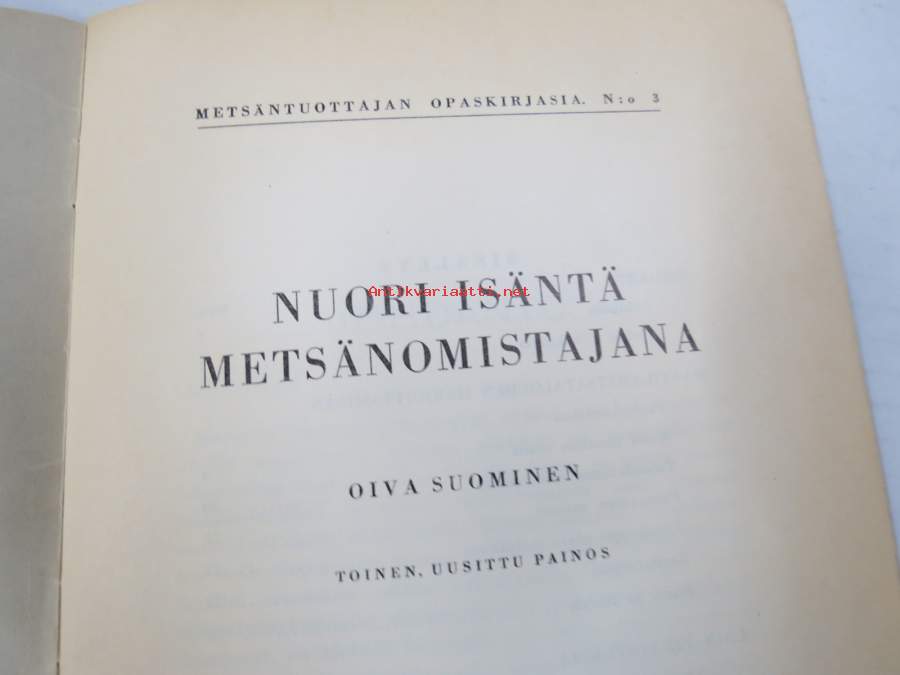 METSÄNTUOTTAJAN OPASKIRJASIA. N:o 3
NUORI ISÄNTÄ
Antikvariaatti.net
METSÄNOMISTAJANA
OIVA SUOMINEN
TOINEN, UUSITTU PAINOS